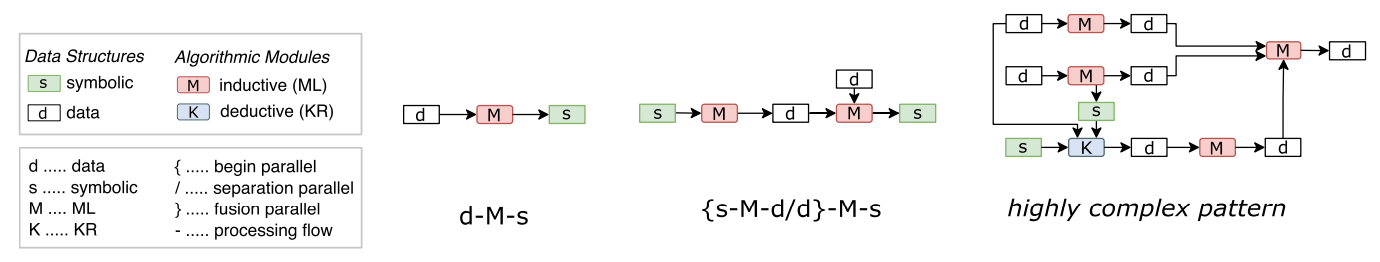 Data Structures
Algorithmic Modules
s symbolic
M inductive (ML)
d data
K deductive (KR)
d ..... data
{ ..... begin parallel
s ..... symbolic
/ ..... separation parallel
M .... ML
} ..... fusion parallel
K ..... KR
- ..... processing flow
d M s
d-M-s
d
s M d M s
{s-M-d/d}-M-s
d M d
M d
d M d
s
s K d M d
highly complex pattern